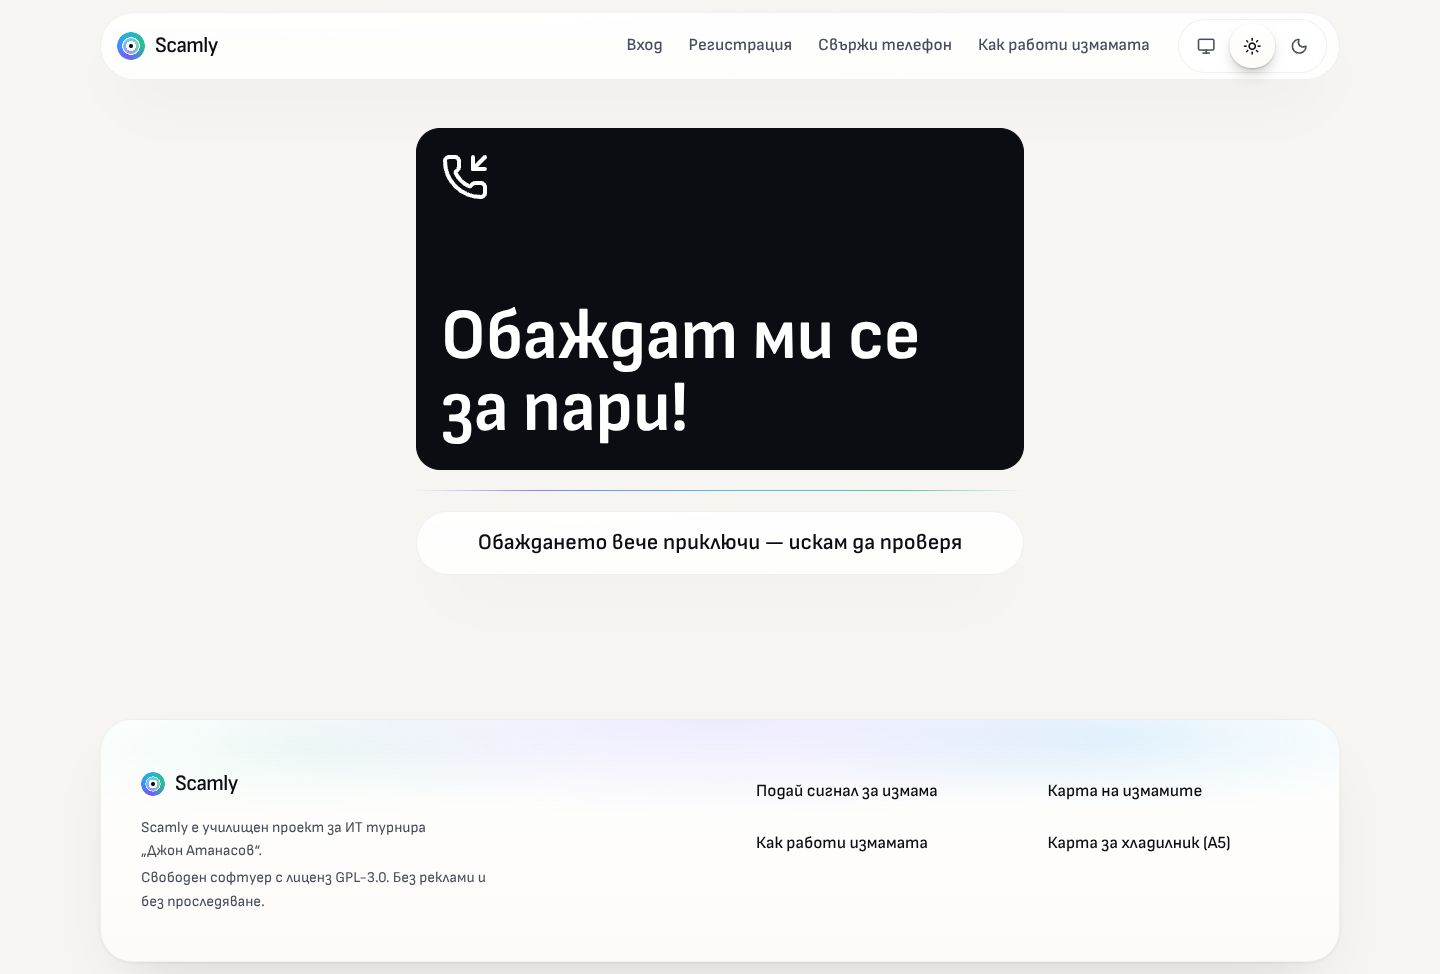 Scamly
Вход
Регистрация
Свържи телефон
Как работи измамата
Обаждат ми се
за пари!
Обаждането вече приключи — искам да проверя
Scamly
Scamly е училищен проект за ИТ турнира
„Джон Атанасов“.
Свободен софтуер с лиценз GPL-3.0. Без реклами и
без проследяване.
Подай сигнал за измама
Карта на измамите
Как работи измамата
Карта за хладилник (А5)